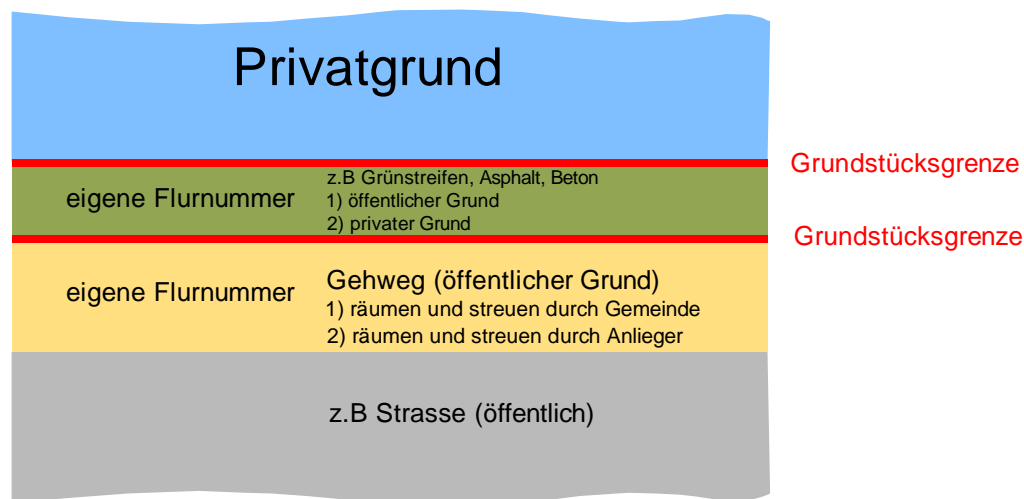 Privatgrund
Grundstücksgrenze
eigene Flurnummer
z.B Grünstreifen, Asphalt, Beton
1) öffentlicher Grund
2) privater Grund
Grundstücksgrenze
eigene Flurnummer
Gehweg (öffentlicher Grund)
1) räumen und streuen durch Gemeinde
2) räumen und streuen durch Anlieger
z.B Strasse (öffentlich)